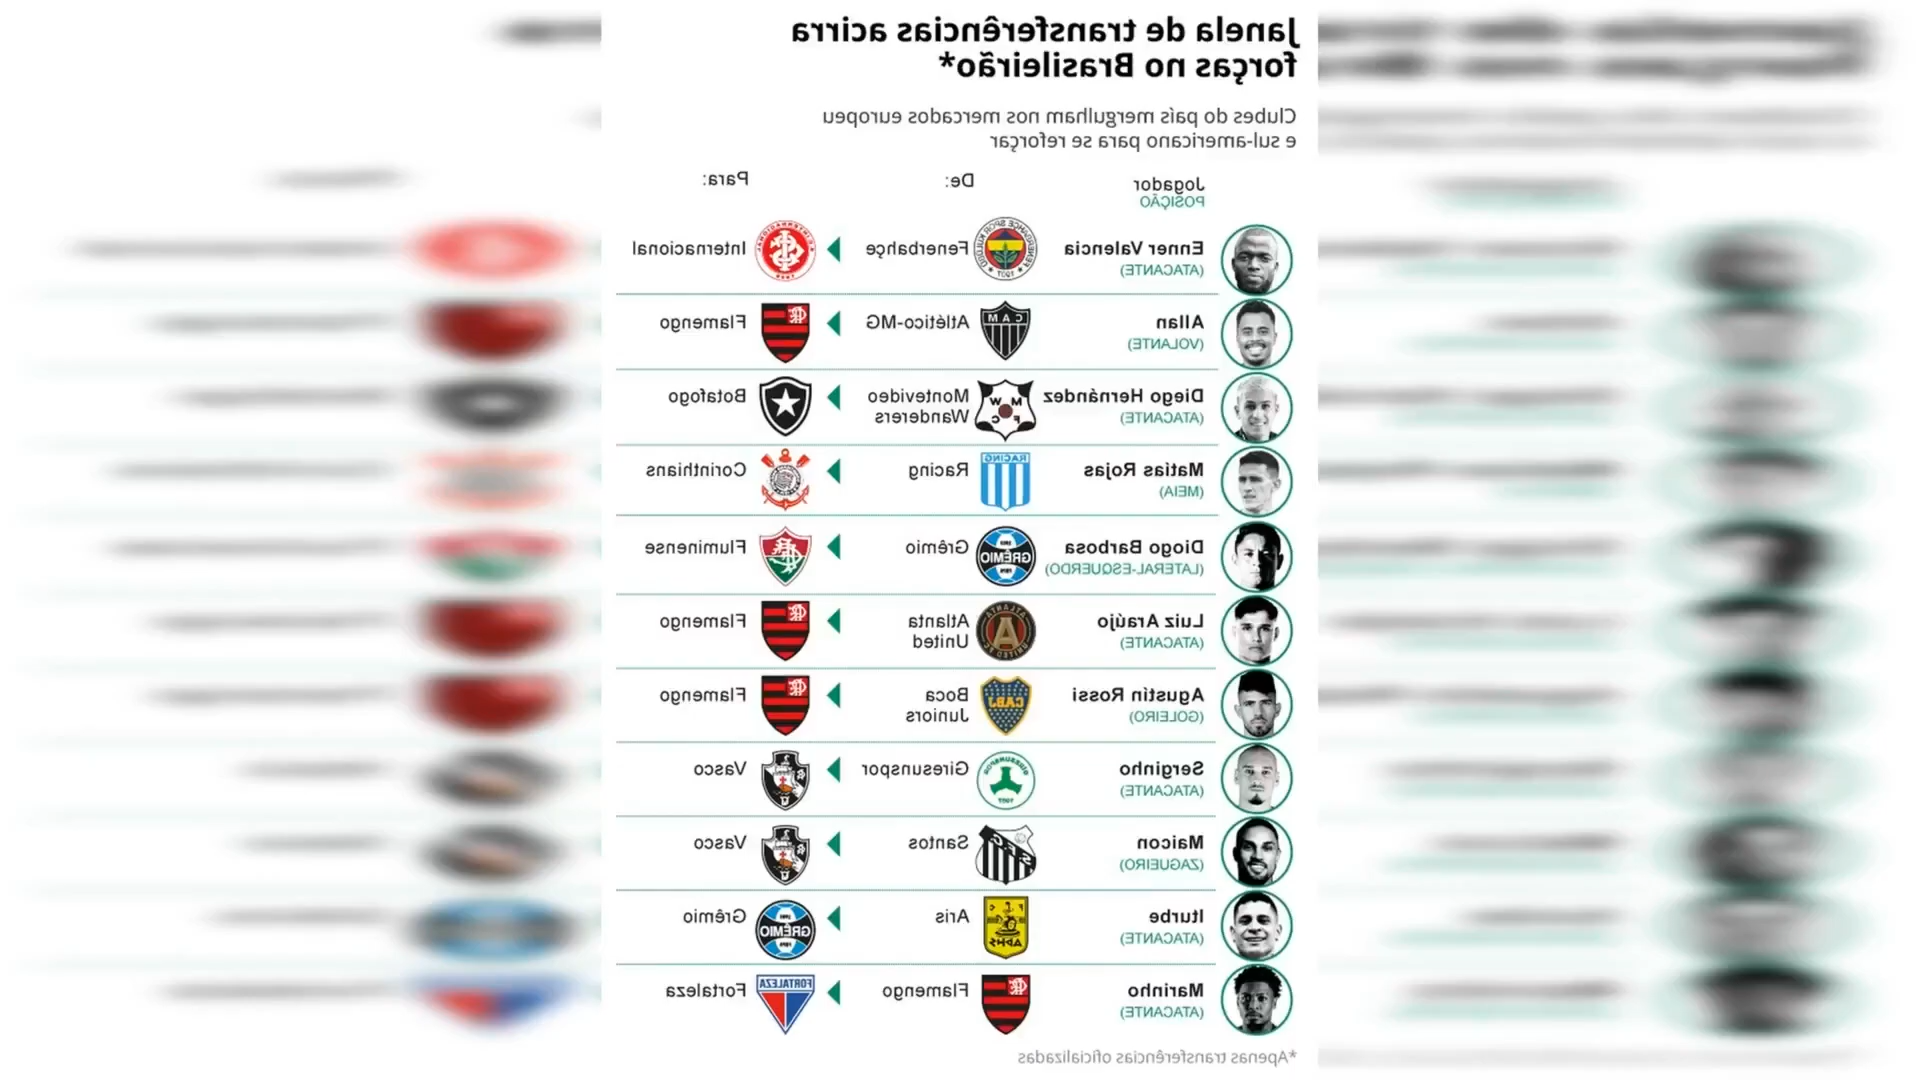 Janela de transferências acirra
forças no Brasileirão*
Clubes do país mergulham nos mercados europeu
e sul-americano para se reforçar
Jogador
POSIÇÃO
De:
Para:
Enner Valencia
(ATACANTE)
Fenerbahçe
Internacional
Allan
(VOLANTE)
Atlético-MG
Flamengo
Diego Hernández
(ATACANTE)
Montevideo
Wanderers
Botafogo
Matías Rojas
(MEIA)
Racing
Corinthians
Diogo Barbosa
(LATERAL-ESQUERDO)
Grêmio
Fluminense
Luiz Araújo
(ATACANTE)
Atlanta
United
Flamengo
Agustín Rossi
(GOLEIRO)
Boca
Juniors
Flamengo
Serginho
(ATACANTE)
Giresunspor
Vasco
Maicon
(ZAGUEIRO)
Santos
Vasco
Iturbe
(ATACANTE)
Aris
Grêmio
Marinho
(ATACANTE)
Flamengo
Fortaleza
*Apenas transferências oficializadas